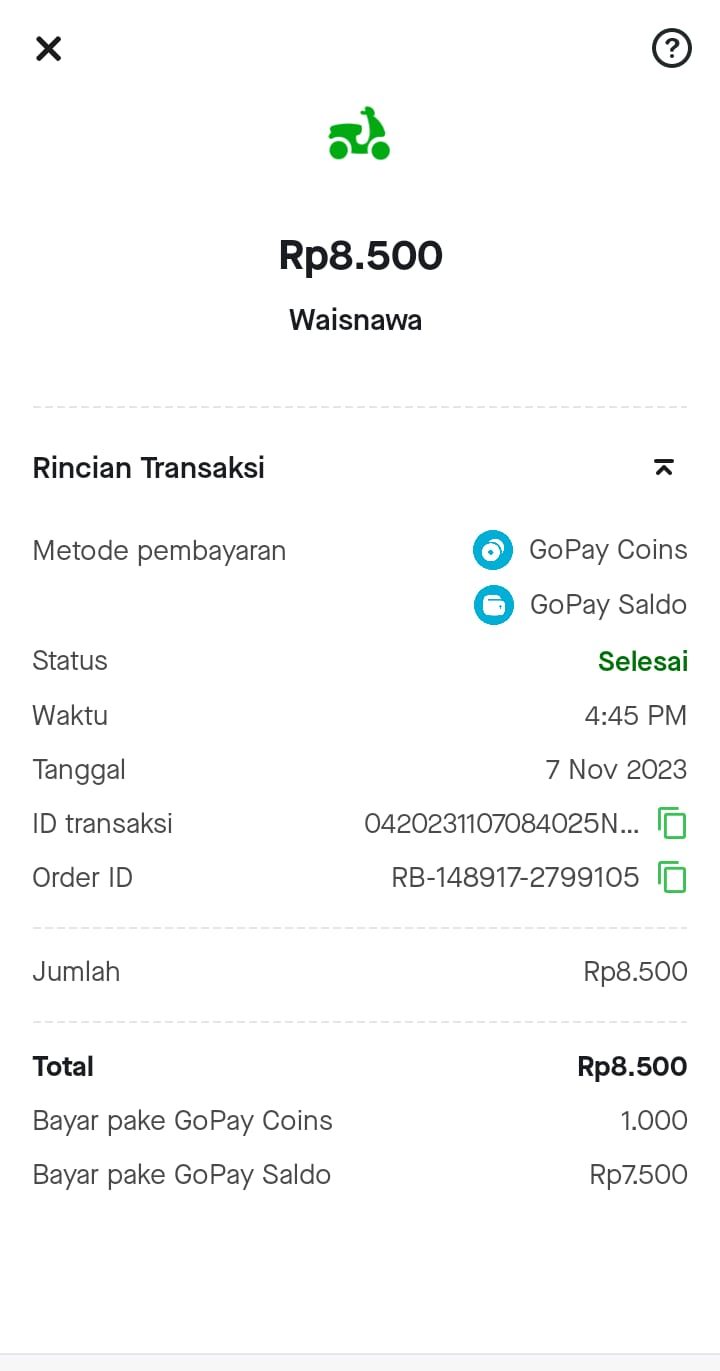 Rp8.500
Waisnawa
Rincian Transaksi
Metode pembayaran GoPay Coins
GoPay Saldo
Status Selesai
Waktu 4:45 PM
Tanggal 7 Nov 2023
ID transaksi 0420231107084025N...
Order ID RB-148917-2799105
Jumlah Rp8.500
Total Rp8.500
Bayar pake GoPay Coins 1.000
Bayar pake GoPay Saldo Rp7.500